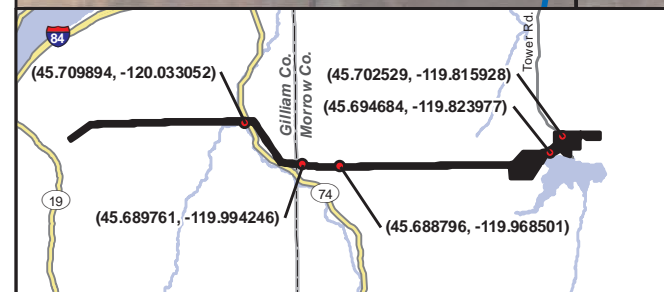 84
Tower Rd.
(45.709894, -120.033052)
Gilliam Co.
Morrow Co.
(45.702529, -119.815928)
(45.694684, -119.823977)
19
74
(45.689761, -119.994246)
(45.688796, -119.968501)